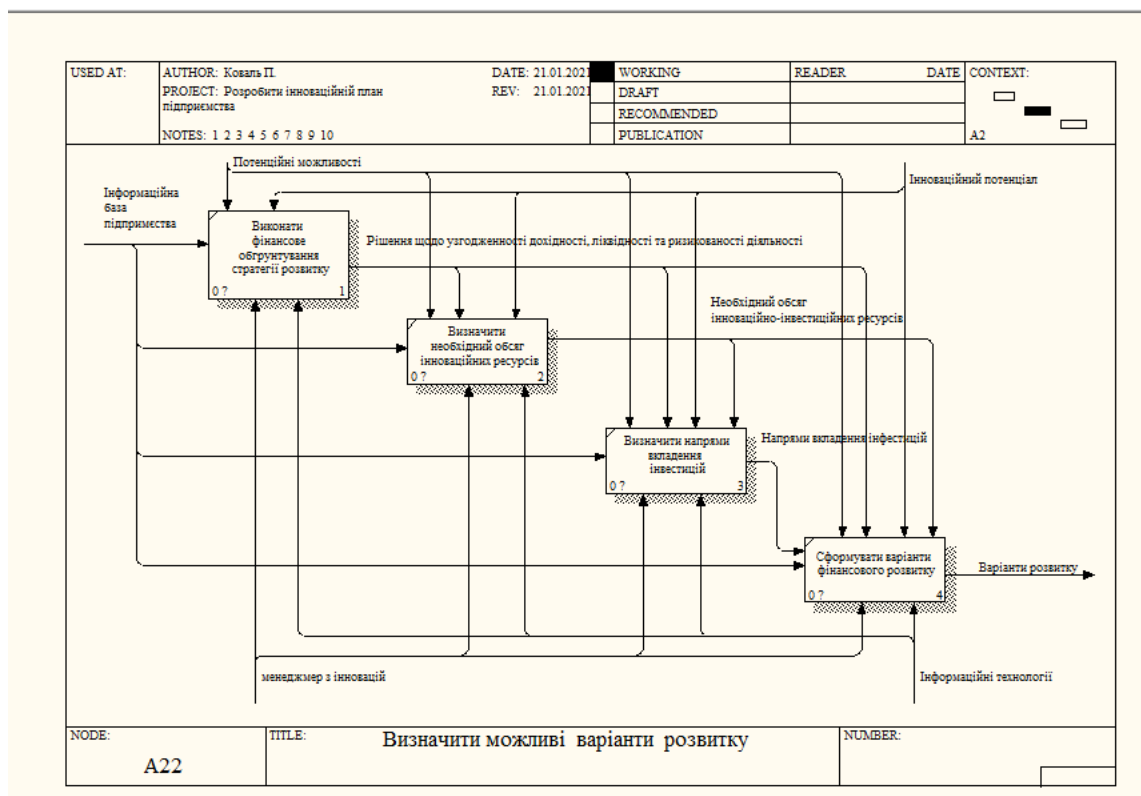 USED AT:
AUTHOR: Коваль П.
DATE: 21.01.2021
PROJECT: Розробити інноваційній план
підприємства
REV: 21.01.2021
NOTES: 1 2 3 4 5 6 7 8 9 10
WORKING
DRAFT
RECOMMENDED
PUBLICATION
READER
DATE
CONTEXT:
A2
Потенційні можливості
Інноваційний потенціал
Інформаційна
база
підпримєства
Виконати
фінансове
обгрунтування
стратегії розвитку
0 ?
1
Рішення щодо узгодженності дохідності, ліквідності та ризикованості діяльності
Необхідний обсяг
інноваційно-інвестиційних ресурсів
Визначити
необхідний обсяг
інноваційних ресурсів
0 ?
2
Визначити напрями
вкладення
інвестицій
0 ?
3
Напрями вкладення інфестицій
Сформувати варіанти
фінансового розвитку
0 ?
4
Варіанти розвитку
менеджмер з інновацій
Інформаційні технології
NODE:
A22
TITLE:
Визначити можливі варіанти розвитку
NUMBER: